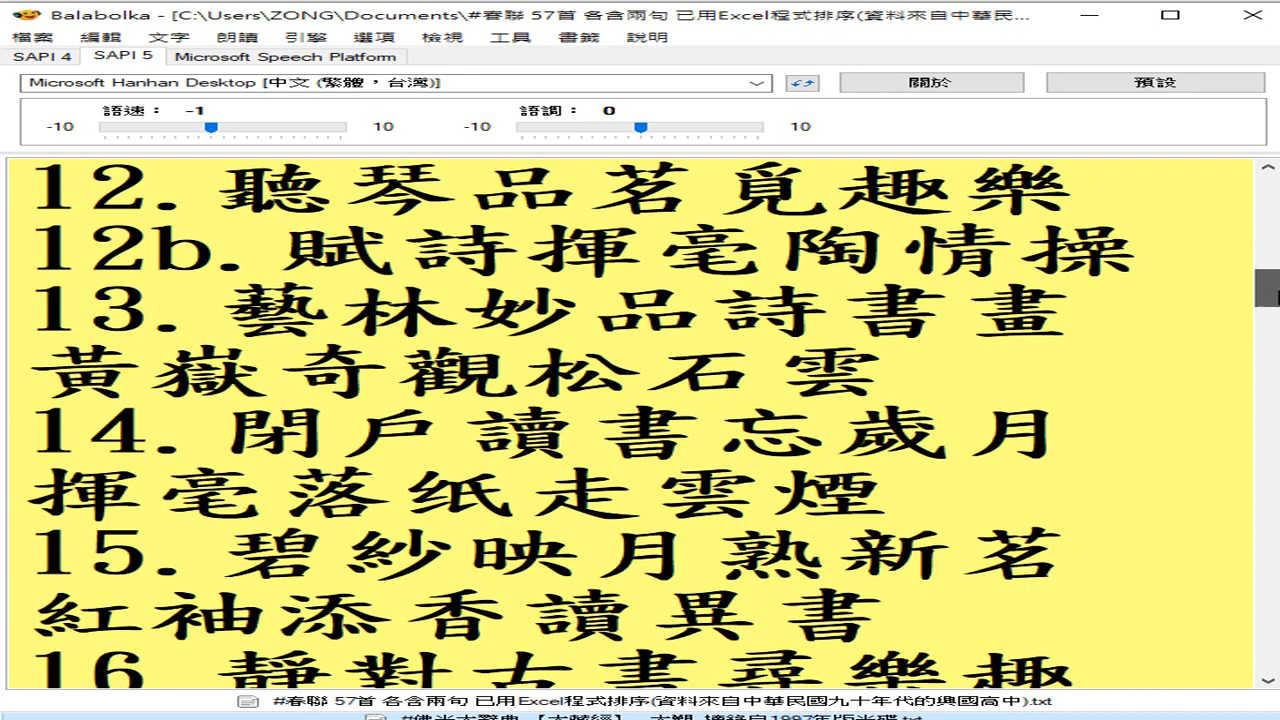 Balabolka - [C:\Users\ZONG\Documents\#春聯 57首 各含兩句 已用Excel程式排序(資料來自中華民...
檔案 編輯 文字 朗讀 引擎 選項 檢視 工具 書籤 說明
SAPI 4 SAPI 5 Microsoft Speech Platform
Microsoft Hanhan Desktop [中文 (繁體，台灣)] 關於 預設
語速： -1 語調： 0
-10 10 -10 10
12. 聽琴品茗覓趣樂
12b. 賦詩揮毫陶情操
13. 藝林妙品詩書畫
黃嶽奇觀松石雲
14. 閉戶讀書忘歲月
揮毫落纸走雲煙
15. 碧紗映月熟新茗
紅袖添香讀異書
16. 靜對古書尋樂趣
#春聯 57首 各含兩句 已用Excel程式排序(資料來自中華民國九十年代的興國高中).txt